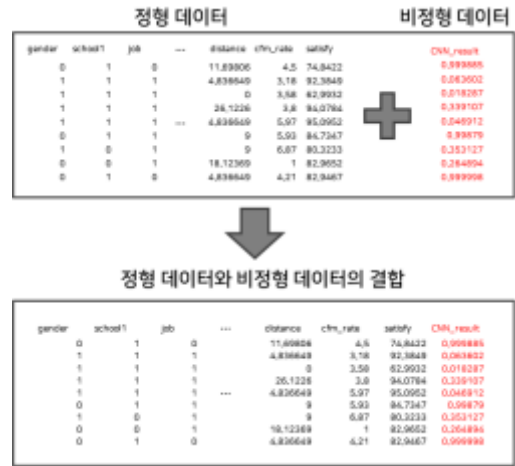 정형 데이터 비정형 데이터
gender school1 job ... distance cfm_rate satisfy CNN_result
0 1 0 11,69806 4,5 74,8422 0,999885
1 1 1 4,836649 3,18 92,3849 0,063602
1 1 1 0 3,58 62,9932 0,018287
1 1 1 26,1226 3,8 94,0784 0,339107
1 1 1 ... 4,836649 5,97 95,0952 0,046912
0 1 1 9 5,93 84,7347 0,99879
1 0 1 9 6,87 80,3233 0,353127
0 0 1 18,12369 1 82,9652 0,264894
0 1 0 4,836649 4,21 82,9467 0,999998
정형 데이터와 비정형 데이터의 결합
gender school1 job ... distance cfm_rate satisfy CNN_result
0 1 0 11,69806 4,5 74,8422 0,999885
1 1 1 4,836649 3,18 92,3849 0,063602
1 1 1 0 3,58 62,9932 0,018287
1 1 1 26,1226 3,8 94,0784 0,339107
1 1 1 ... 4,836649 5,97 95,0952 0,046912
0 1 1 9 5,93 84,7347 0,99879
1 0 1 9 6,87 80,3233 0,353127
0 0 1 18,12369 1 82,9652 0,264894
0 1 0 4,836649 4,21 82,9467 0,999998